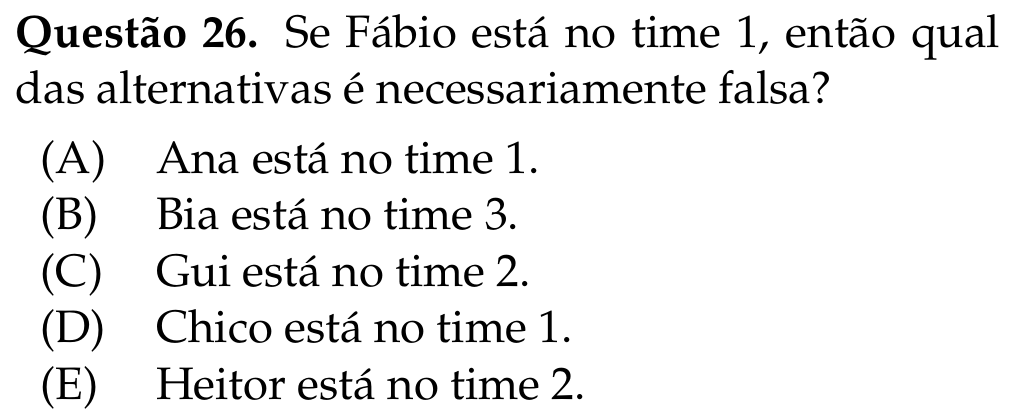 Questão 26. Se Fábio está no time 1, então qual
das alternativas é necessariamente falsa?
(A) Ana está no time 1.
(B) Bia está no time 3.
(C) Gui está no time 2.
(D) Chico está no time 1.
(E) Heitor está no time 2.